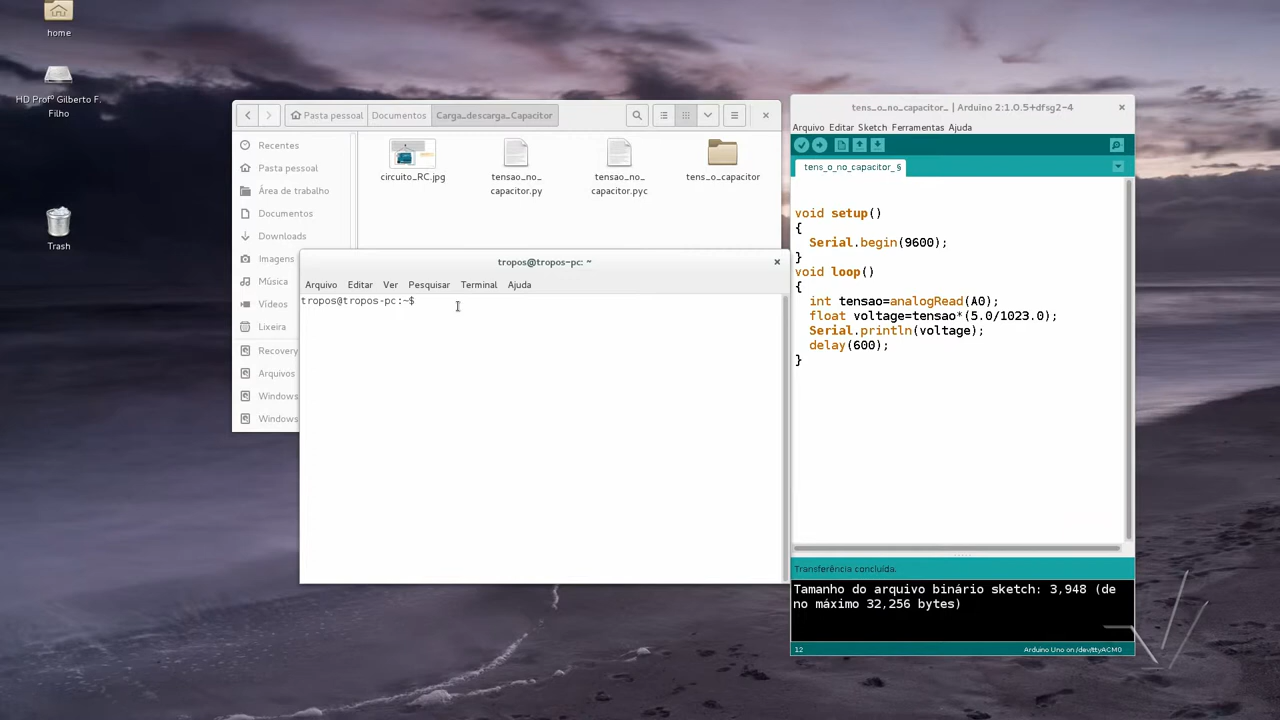 home
HD Profº Gilberto F.
Filho
Trash
Pasta pessoal
Documentos
Carga_descarga_Capacitor
Recentes
Pasta pessoal
Área de trabalho
Documentos
Downloads
Imagens
Música
Vídeos
Lixeira
Recovery
Arquivos
Windows
Windows
circuito_RC.jpg
tensao_no_
capacitor.py
tensao_no_
capacitor.pyc
tens_o_capacitor
tropos@tropos-pc: ~
Arquivo Editar Ver Pesquisar Terminal Ajuda
tropos@tropos-pc:~$
tens_o_no_capacitor_ | Arduino 2:1.0.5+dfsg2-4
Arquivo Editar Sketch Ferramentas Ajuda
tens_o_no_capacitor_ §
void setup()
{
Serial.begin(9600);
}
void loop()
{
int tensao=analogRead(A0);
float voltage=tensao*(5.0/1023.0);
Serial.println(voltage);
delay(600);
}
Transferência concluída.
Tamanho do arquivo binário sketch: 3,948 (de
no máximo 32,256 bytes)
12
Arduino Uno on /dev/ttyACM0